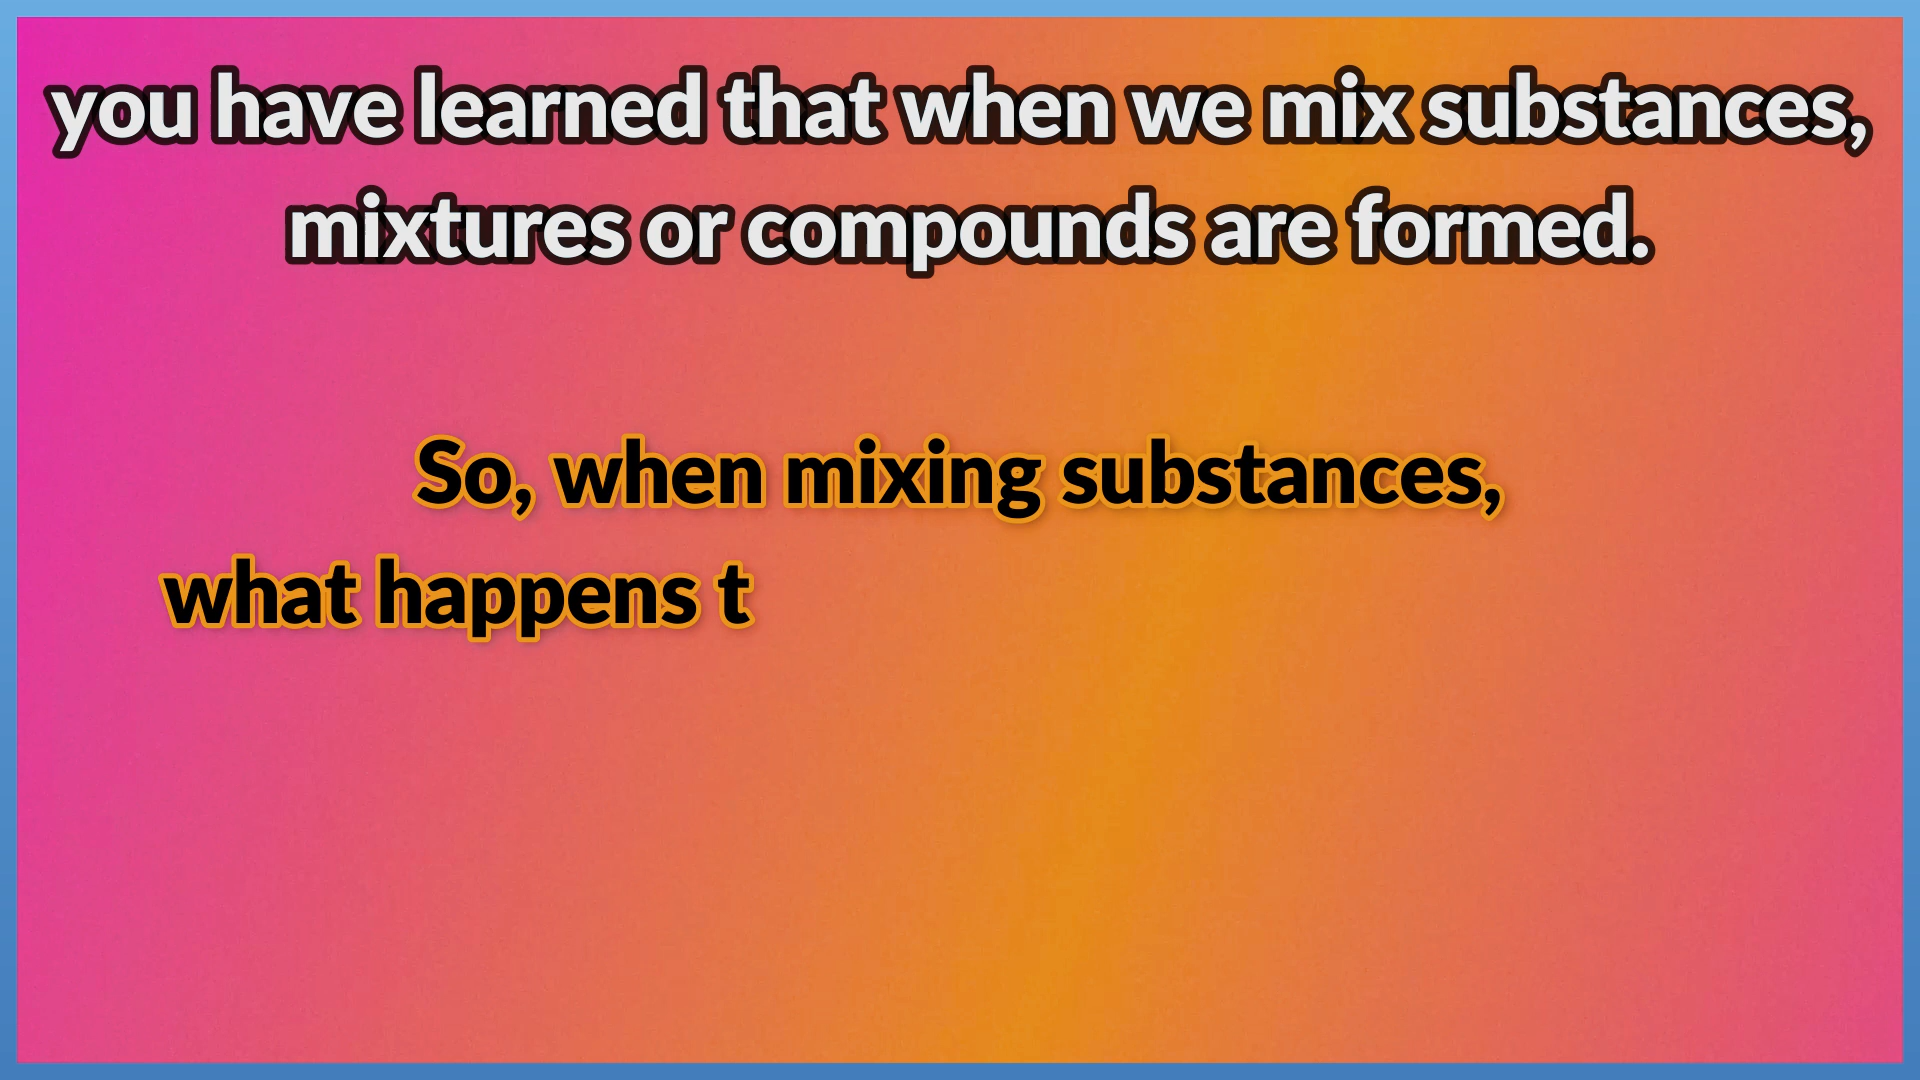 you have learned that when we mix substances,
mixtures or compounds are formed.
So, when mixing substances,
what happens t